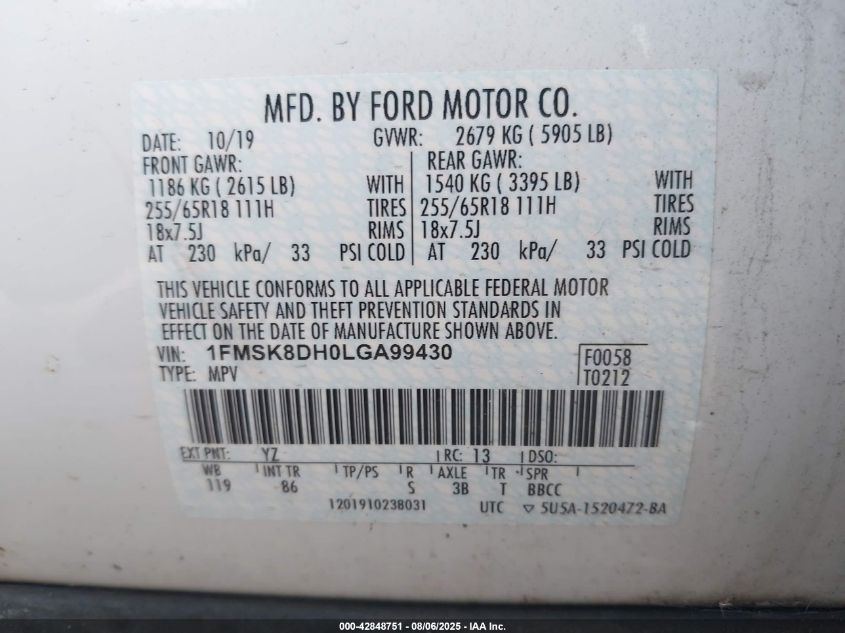 MFD. BY FORD MOTOR CO.
DATE: 10/19 GVWR: 2679 KG ( 5905 LB)
FRONT GAWR: REAR GAWR:
1186 KG ( 2615 LB) WITH 1540 KG ( 3395 LB) WITH
255/65R18 111H TIRES 255/65R18 111H TIRES
18x7.5J RIMS 18x7.5J RIMS
AT 230 kPa/ 33 PSI COLD AT 230 kPa/ 33 PSI COLD
THIS VEHICLE CONFORMS TO ALL APPLICABLE FEDERAL MOTOR
VEHICLE SAFETY AND THEFT PREVENTION STANDARDS IN
EFFECT ON THE DATE OF MANUFACTURE SHOWN ABOVE.
VIN: 1FMSK8DH0LGA99430 F0058
TYPE: MPV T0212
EXT PNT: YZ RC: 13 DSO:
WB INT TR TP/PS R AXLE TR SPR
119 86 S 3B T BBCC
1201910238031 UTC ▽ 5U5A-1520472-BA
000-42848751 - 08/06/2025 - IAA Inc.